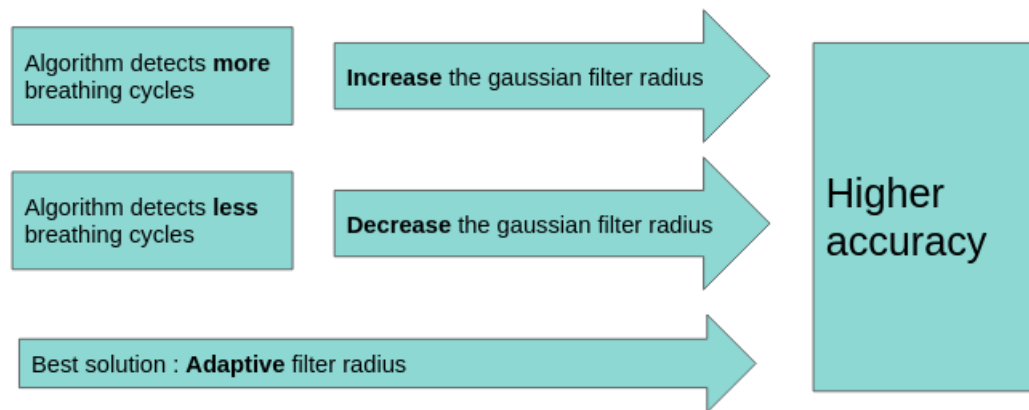 Algorithm detects more
breathing cycles
Increase the gaussian filter radius
Algorithm detects less
breathing cycles
Decrease the gaussian filter radius
Higher
accuracy
Best solution : Adaptive filter radius